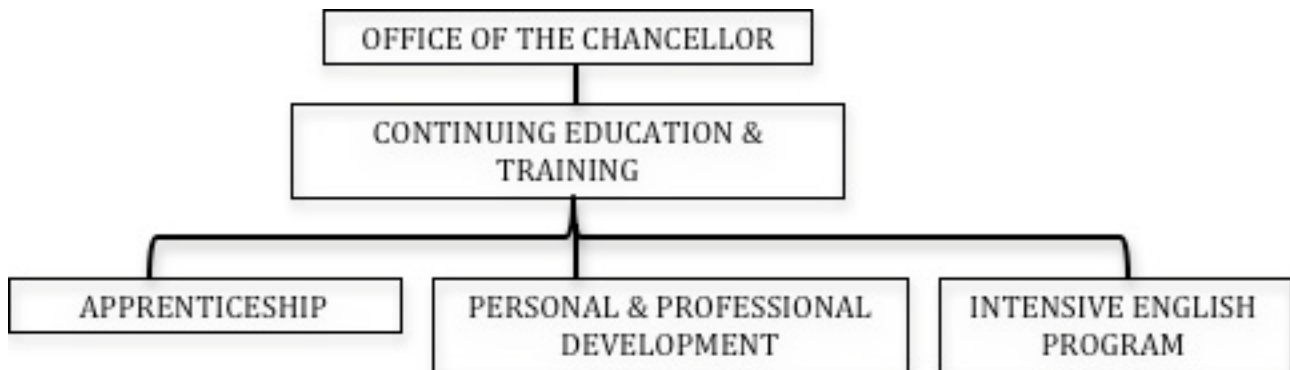 OFFICE OF THE CHANCELLOR
CONTINUING EDUCATION &
TRAINING
APPRENTICESHIP
PERSONAL & PROFESSIONAL
DEVELOPMENT
INTENSIVE ENGLISH
PROGRAM